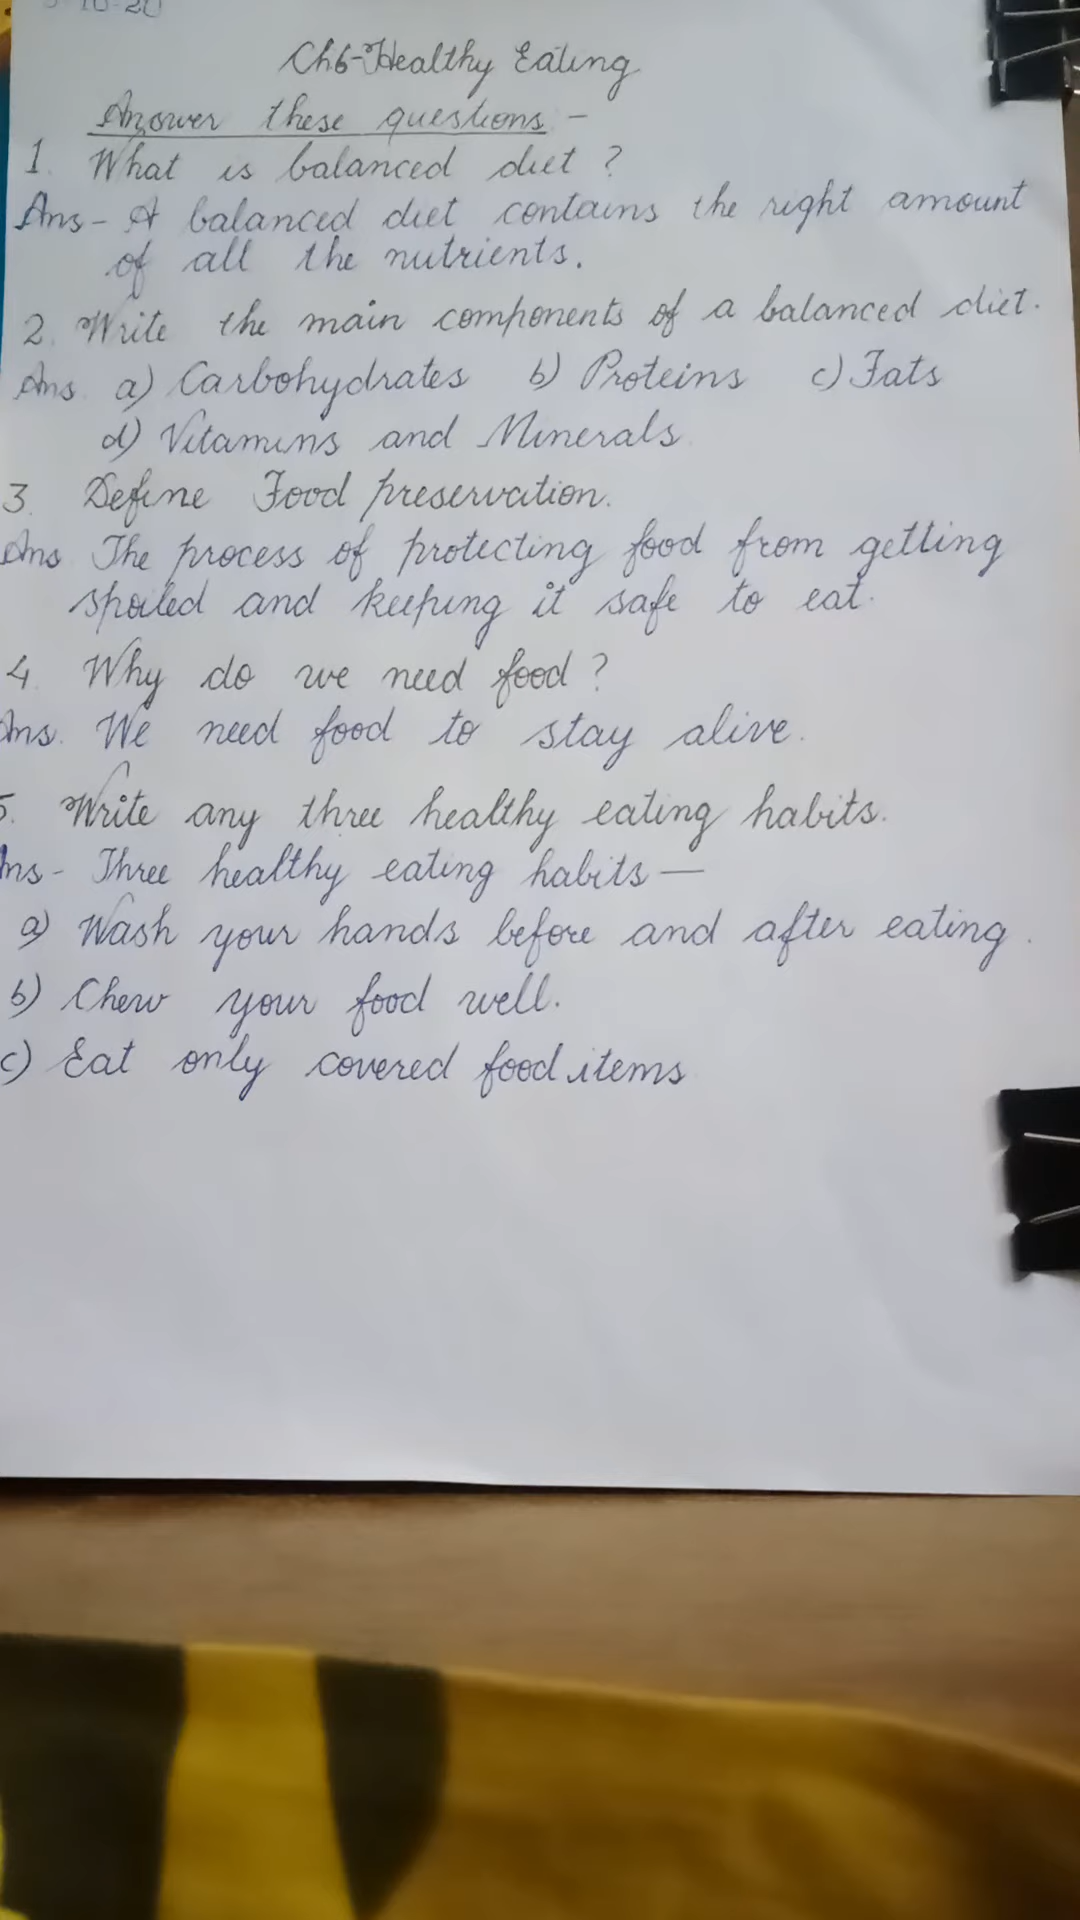 Ch6-Healthy Eating
Answer these questions :-
1. What is balanced diet ?
Ans - A balanced diet contains the right amount
of all the nutrients.
2. Write the main components of a balanced diet.
Ans. a) Carbohydrates b) Proteins c) Fats
d) Vitamins and Minerals
3. Define Food preservation.
Ans The process of protecting food from getting
spoiled and keeping it safe to eat.
4. Why do we need food ?
Ans. We need food to stay alive.
5. Write any three healthy eating habits.
Ans - Three healthy eating habits —
a) Wash your hands before and after eating.
b) Chew your food well.
c) Eat only covered food items